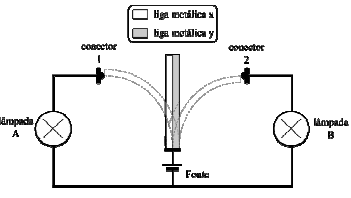 liga metálica x
liga metálica y
conector
1
conector
2
lâmpada
A
lâmpada
B
Fonte